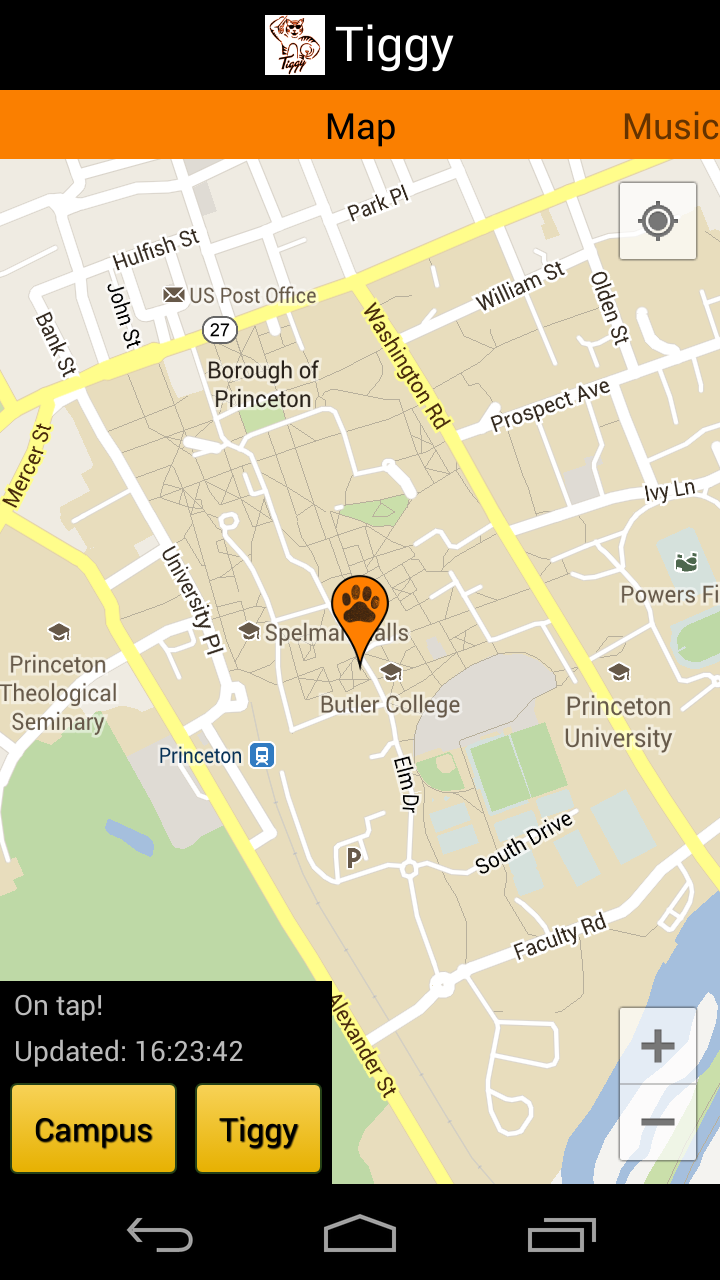 Tiggy
Tiggy
Map
Music
Park Pl
Hulfish St
US Post Office
John St
William St
Olden St
Bank St
27
Washington Rd
Borough of
Princeton
Prospect Ave
Mercer St
Ivy Ln
University Pl
Powers Fi
Spelman Halls
Princeton
Theological
Seminary
Butler College
Princeton
University
Princeton
Elm Dr
South Drive
P
Faculty Rd
Alexander St
On tap!
Updated: 16:23:42
Campus
Tiggy
+
−